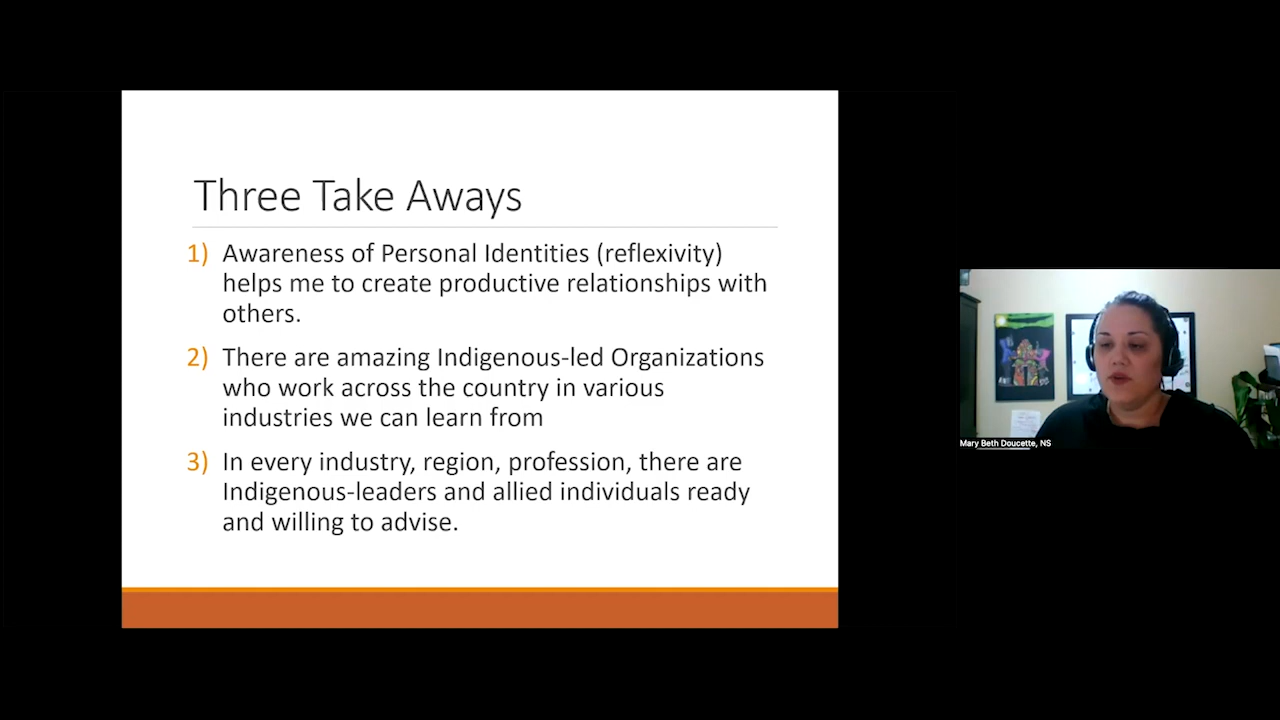 Three Take Aways
1) Awareness of Personal Identities (reflexivity)
helps me to create productive relationships with
others.
2) There are amazing Indigenous-led Organizations
who work across the country in various
industries we can learn from
3) In every industry, region, profession, there are
Indigenous-leaders and allied individuals ready
and willing to advise.
Mary Beth Doucette, NS